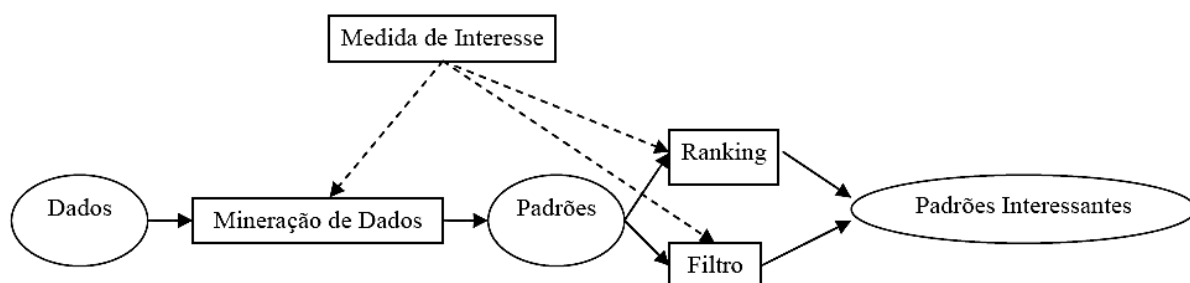 Medida de Interesse
Ranking
Dados
Mineração de Dados
Padrões
Padrões Interessantes
Filtro